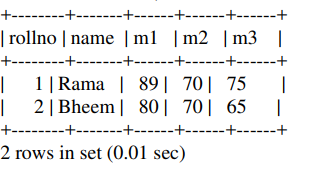 +--------+-------+------+------+------+
| rollno | name | m1 | m2 | m3 |
+--------+-------+------+------+------+
| 1 | Rama | 89 | 70 | 75 |
| 2 | Bheem | 80 | 70 | 65 |
+--------+-------+------+------+------+
2 rows in set (0.01 sec)